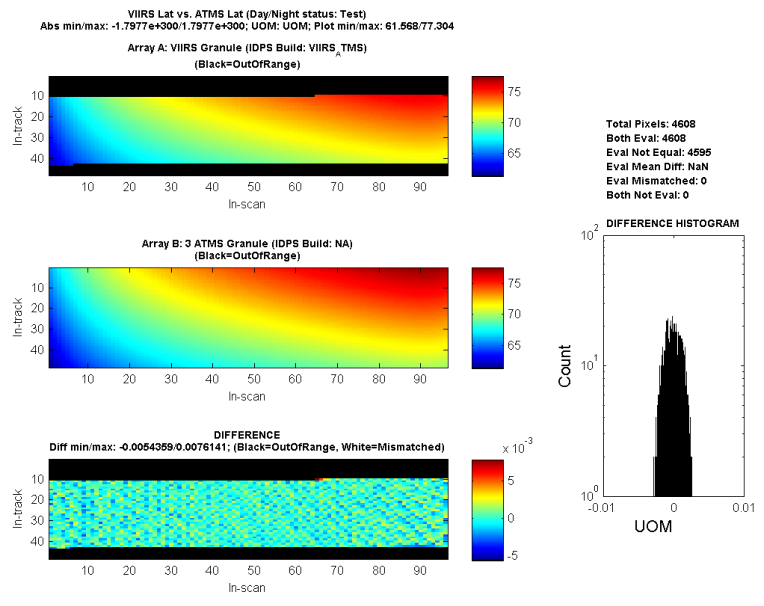 VIIRS Lat vs. ATMS Lat (Day/Night status: Test)
Abs min/max: -1.7977e+300/1.7977e+300; UOM: UOM; Plot min/max: 61.568/77.304
Array A: VIIRS Granule (IDPS Build: VIIRS_ATMS)
(Black=OutOfRange)
In-track
10
20
30
40
10 20 30 40 50 60 70 80 90
In-scan
75
70
65
Array B: 3 ATMS Granule (IDPS Build: NA)
(Black=OutOfRange)
In-track
10
20
30
40
10 20 30 40 50 60 70 80 90
In-scan
75
70
65
DIFFERENCE
Diff min/max: -0.0054359/0.0076141; (Black=OutOfRange, White=Mismatched)
In-track
10
20
30
40
10 20 30 40 50 60 70 80 90
In-scan
x 10^-3
5
0
-5
Total Pixels: 4608
Both Eval: 4608
Eval Not Equal: 4595
Eval Mean Diff: NaN
Eval Mismatched: 0
Both Not Eval: 0
DIFFERENCE HISTOGRAM
Count
10^2
10^1
10^0
-0.01 0 0.01
UOM